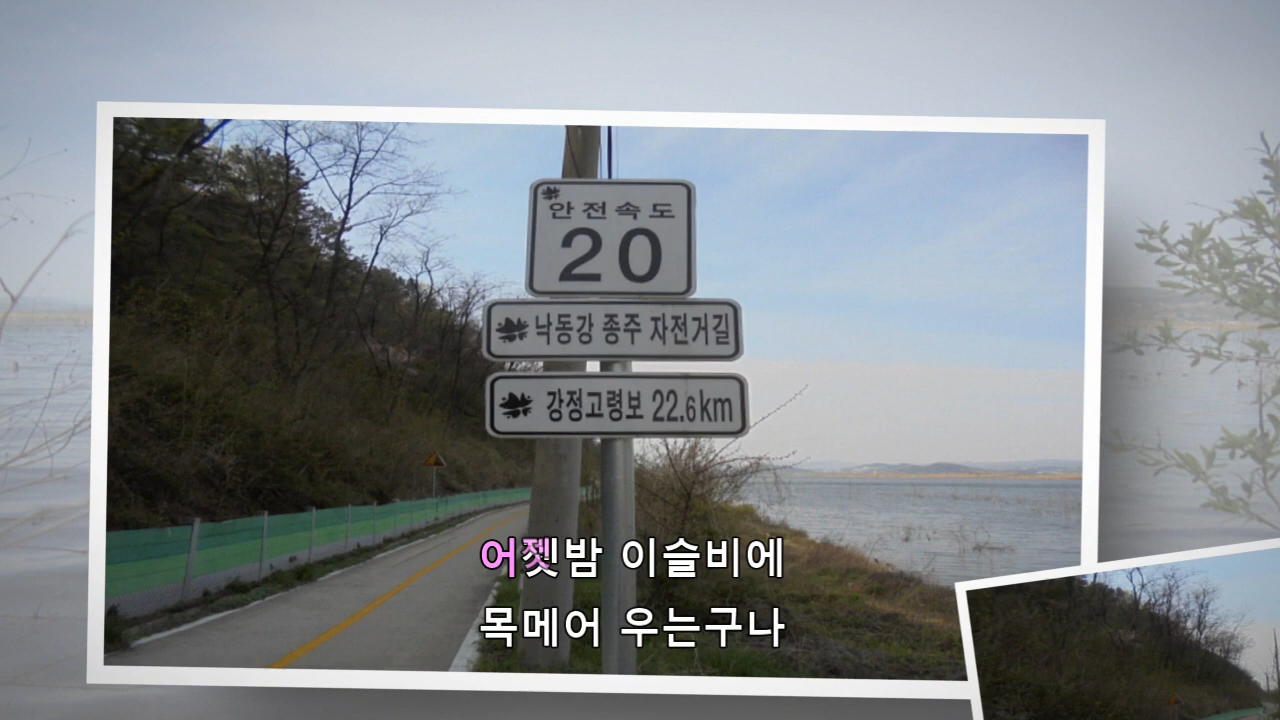 안전속도
20
낙동강 종주 자전거길
강정고령보 22.6km
어젯밤 이슬비에
목메어 우는구나